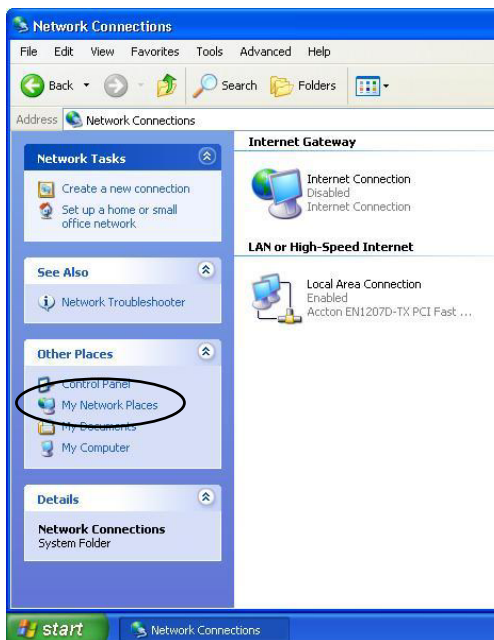 Network Connections
File Edit View Favorites Tools Advanced Help
Back Search Folders
Address Network Connections
Network Tasks
Create a new connection
Set up a home or small
office network
See Also
Network Troubleshooter
Other Places
Control Panel
My Network Places
My Documents
My Computer
Details
Network Connections
System Folder
Internet Gateway
Internet Connection
Disabled
Internet Connection
LAN or High-Speed Internet
Local Area Connection
Enabled
Accton EN1207D-TX PCI Fast ...
start Network Connections